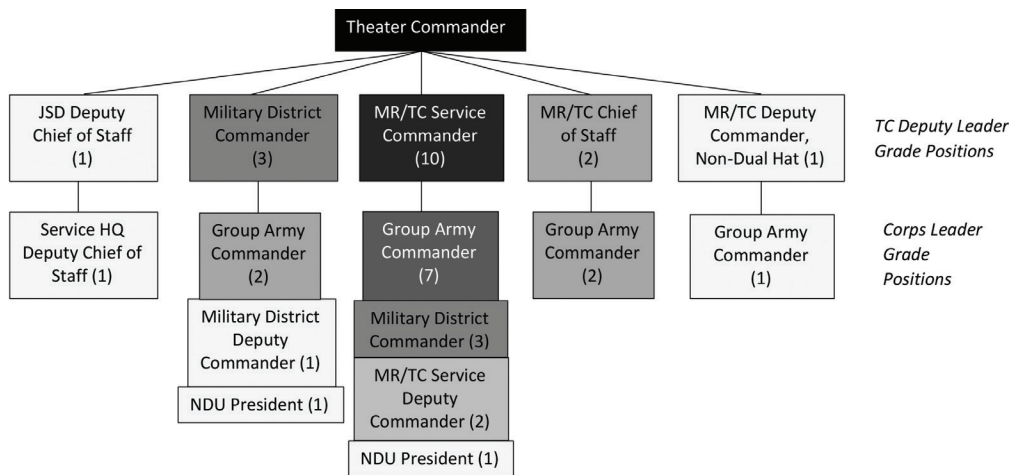 Theater Commander
JSD Deputy
Chief of Staff
(1)
Military District
Commander
(3)
MR/TC Service
Commander
(10)
MR/TC Chief
of Staff
(2)
MR/TC Deputy
Commander,
Non-Dual Hat (1)
TC Deputy Leader
Grade Positions
Service HQ
Deputy Chief of
Staff (1)
Group Army
Commander
(2)
Group Army
Commander
(7)
Group Army
Commander
(2)
Group Army
Commander
(1)
Corps Leader
Grade
Positions
Military District
Deputy
Commander (1)
Military District
Commander (3)
MR/TC Service
Deputy
Commander (2)
NDU President (1)
NDU President (1)